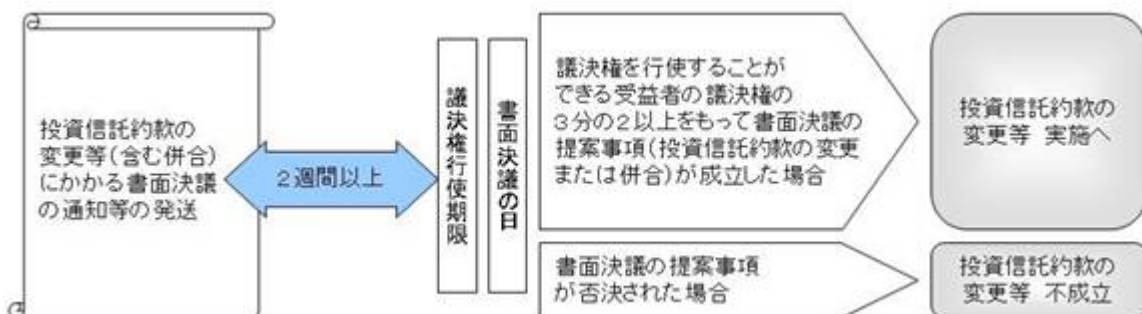 投資信託約款の
変更等(含む併合)
にかかる書面決議
の通知等の発送
2週間以上
議決権行使期限
書面決議の日
議決権を行使することが
できる受益者の議決権の
3分の2以上をもって書面決議の
提案事項(投資信託約款の変更
または併合)が成立した場合
投資信託約款の
変更等 実施へ
書面決議の提案事項
が否決された場合
投資信託約款の
変更等 不成立